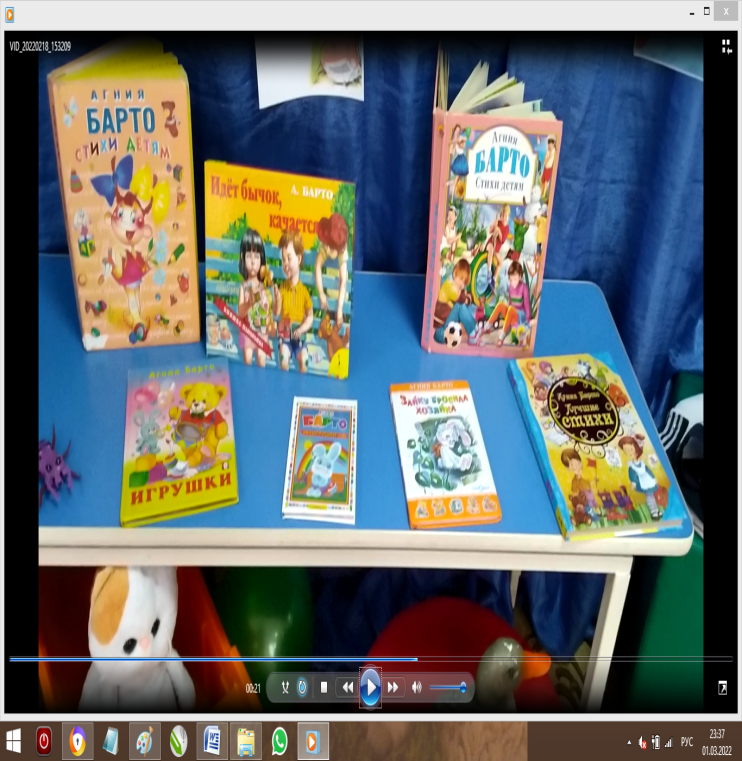 VID_20220218_153209
АГНИЯ
БАРТО
СТИХИ ДЕТЯМ
А. БАРТО
Идёт бычок,
качается
Агния
БАРТО
Стихи детям
Агния Барто
ИГРУШКИ
БАРТО
АГНИЯ БАРТО
ЗАЙКУ БРОСИЛА
ХОЗЯЙКА
Агния Барто
Лучшие
СТИХИ
00:21
РУС
23:37
01.03.2022